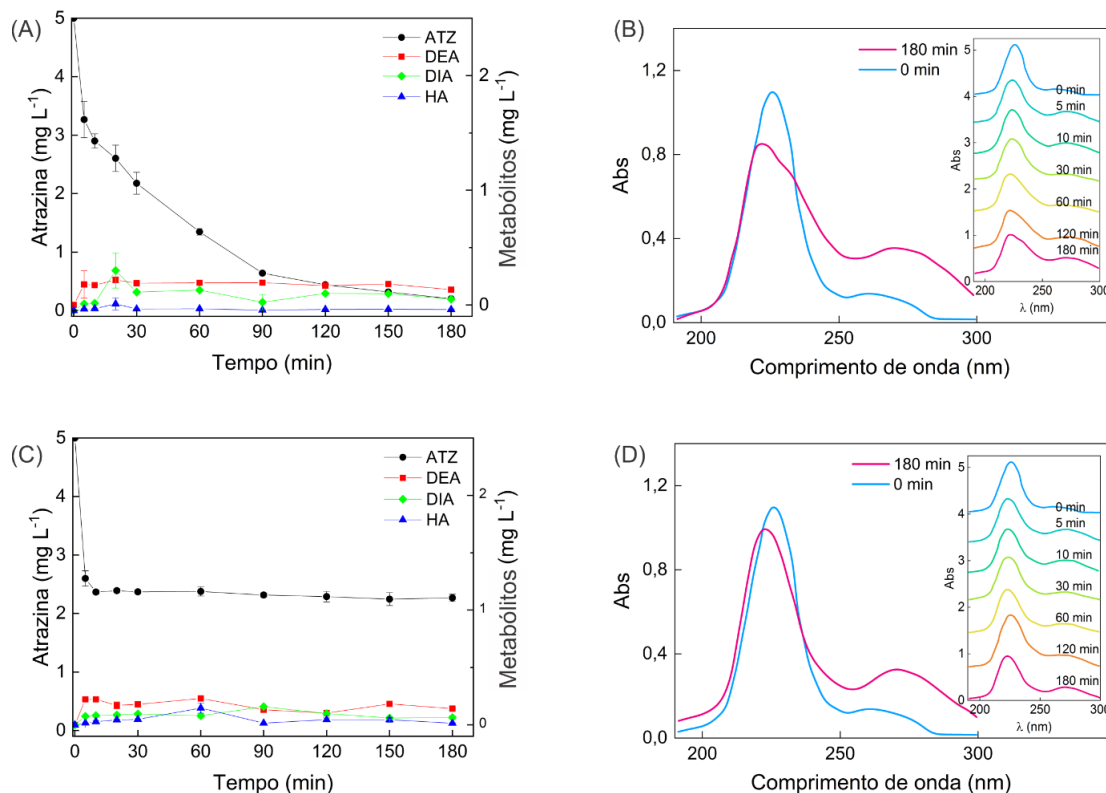 (A)
Atrazina (mg L⁻¹)
5
4
3
2
1
0
ATZ
DEA
DIA
HA
2
1
0
Metabólitos (mg L⁻¹)
0 30 60 90 120 150 180
Tempo (min)
(B)
Abs
1,2
0,8
0,4
0,0
180 min
0 min
200 250 300
Comprimento de onda (nm)
Abs
5
4
3
2
1
0
0 min
5 min
10 min
30 min
60 min
120 min
180 min
200 250 300
λ (nm)
(C)
Atrazina (mg L⁻¹)
5
4
3
2
1
0
ATZ
DEA
DIA
HA
2
1
0
Metabólitos (mg L⁻¹)
0 30 60 90 120 150 180
Tempo (min)
(D)
Abs
1,2
0,8
0,4
0,0
180 min
0 min
200 250 300
Comprimento de onda (nm)
Abs
5
4
3
2
1
0
0 min
5 min
10 min
30 min
60 min
120 min
180 min
200 250 300
λ (nm)